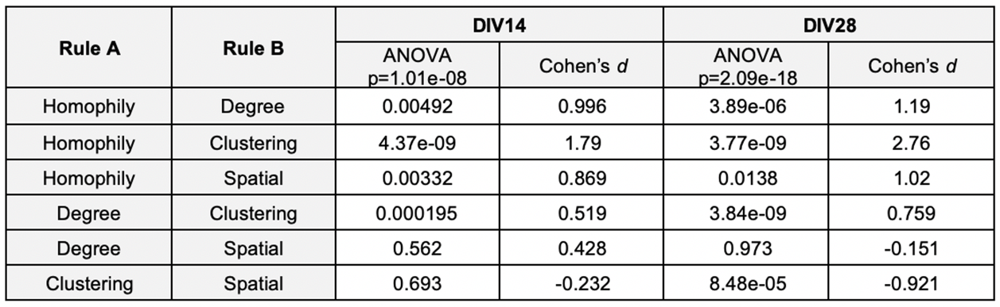 Rule A Rule B DIV14 DIV28
ANOVA p=1.01e-08 Cohen's d ANOVA p=2.09e-18 Cohen's d
Homophily Degree 0.00492 0.996 3.89e-06 1.19
Homophily Clustering 4.37e-09 1.79 3.77e-09 2.76
Homophily Spatial 0.00332 0.869 0.0138 1.02
Degree Clustering 0.000195 0.519 3.84e-09 0.759
Degree Spatial 0.562 0.428 0.973 -0.151
Clustering Spatial 0.693 -0.232 8.48e-05 -0.921